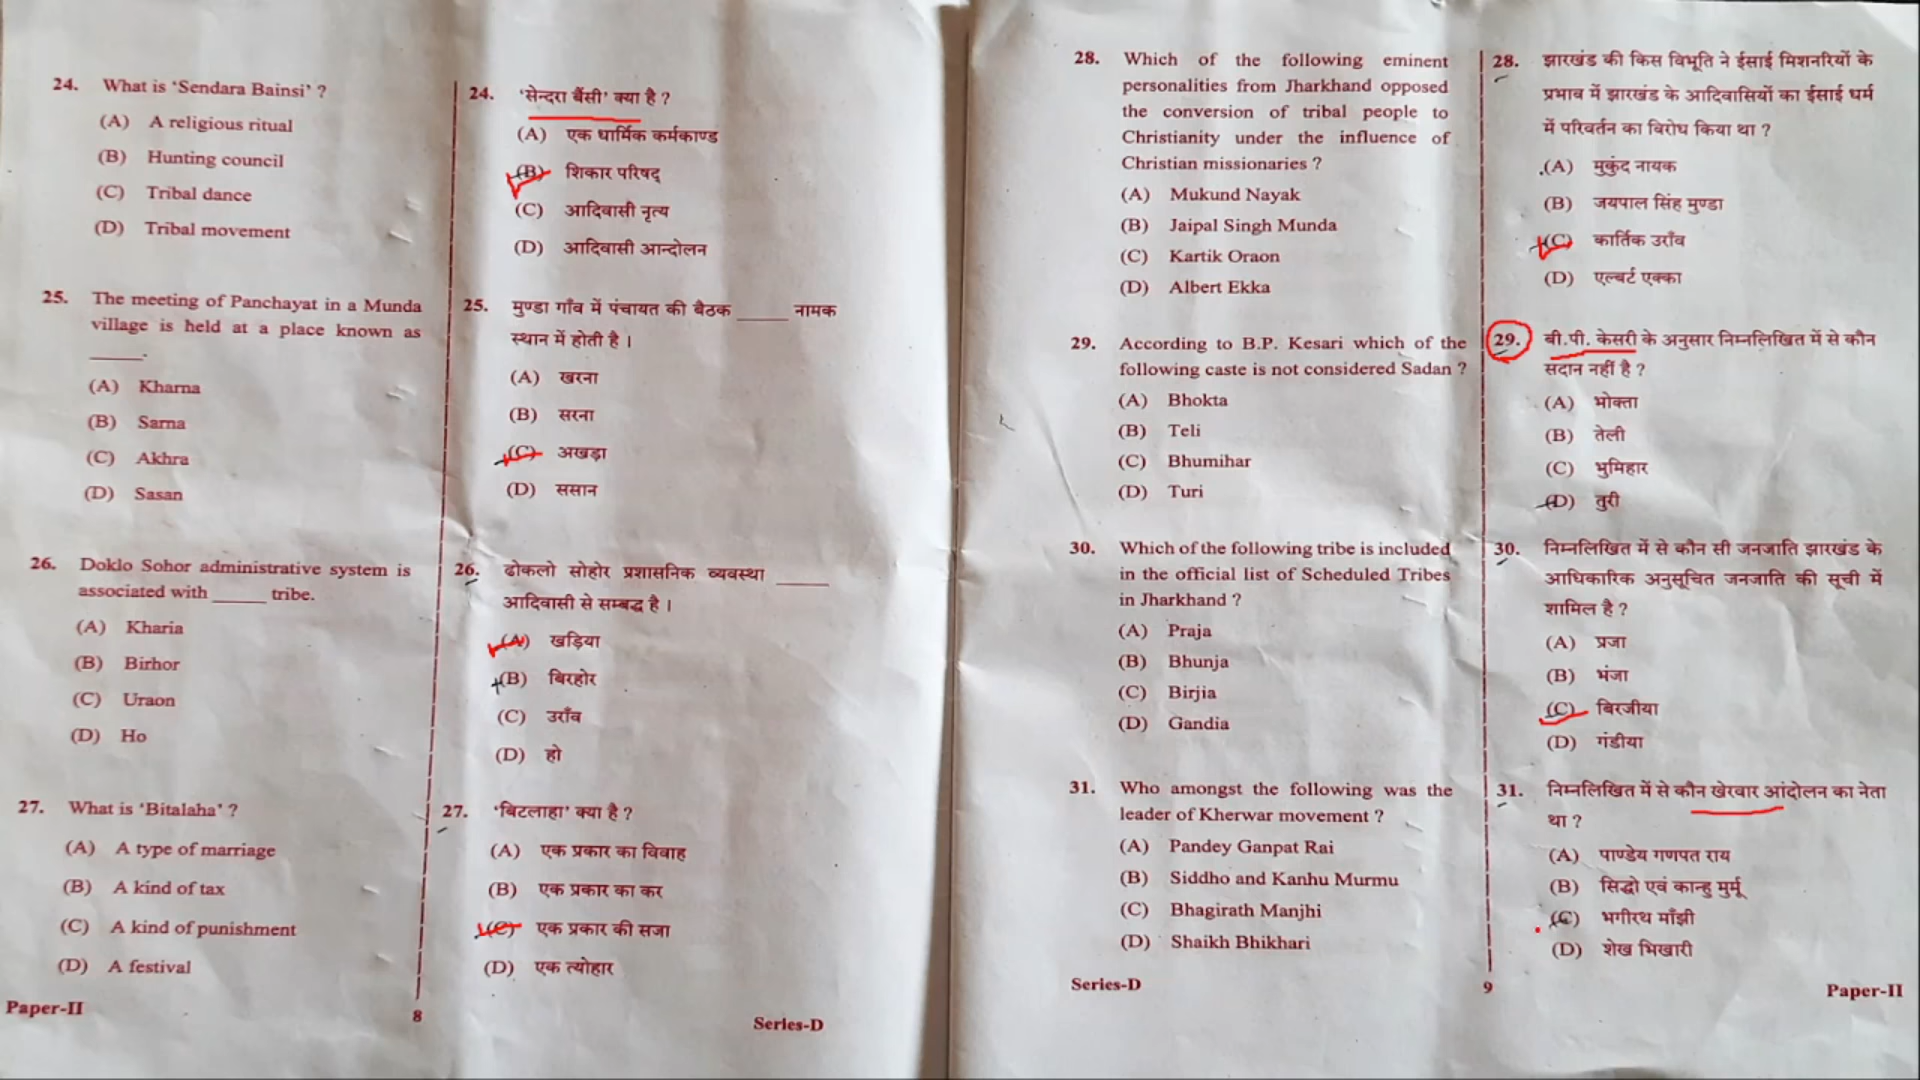 24. What is 'Sendara Bainsi' ?
(A) A religious ritual
(B) Hunting council
(C) Tribal dance
(D) Tribal movement
25. The meeting of Panchayat in a Munda
village is held at a place known as
______.
(A) Kharna
(B) Sarna
(C) Akhra
(D) Sasan
26. Doklo Sohor administrative system is
associated with ______ tribe.
(A) Kharia
(B) Birhor
(C) Uraon
(D) Ho
27. What is 'Bitalaha' ?
(A) A type of marriage
(B) A kind of tax
(C) A kind of punishment
(D) A festival
24. 'सेन्दरा बैंसी' क्या है ?
(A) एक धार्मिक कर्मकाण्ड
(B) शिकार परिषद्
(C) आदिवासी नृत्य
(D) आदिवासी आन्दोलन
25. मुण्डा गाँव में पंचायत की बैठक ______ नामक
स्थान में होती है ।
(A) खरना
(B) सरना
(C) अखड़ा
(D) ससान
26. ढोकलो सोहोर प्रशासनिक व्यवस्था ______
आदिवासी से सम्बद्ध है ।
(A) खड़िया
(B) बिरहोर
(C) उराँव
(D) हो
27. 'बिटलाहा' क्या है ?
(A) एक प्रकार का विवाह
(B) एक प्रकार का कर
(C) एक प्रकार की सजा
(D) एक त्योहार
Paper-II
8
Series-D
28. Which of the following eminent
personalities from Jharkhand opposed
the conversion of tribal people to
Christianity under the influence of
Christian missionaries ?
(A) Mukund Nayak
(B) Jaipal Singh Munda
(C) Kartik Oraon
(D) Albert Ekka
29. According to B.P. Kesari which of the
following caste is not considered Sadan ?
(A) Bhokta
(B) Teli
(C) Bhumihar
(D) Turi
30. Which of the following tribe is included
in the official list of Scheduled Tribes
in Jharkhand ?
(A) Praja
(B) Bhunja
(C) Birjia
(D) Gandia
31. Who amongst the following was the
leader of Kherwar movement ?
(A) Pandey Ganpat Rai
(B) Siddho and Kanhu Murmu
(C) Bhagirath Manjhi
(D) Shaikh Bhikhari
28. झारखंड की किस विभूति ने ईसाई मिशनरियों के
प्रभाव में झारखंड के आदिवासियों का ईसाई धर्म
में परिवर्तन का विरोध किया था ?
(A) मुकुंद नायक
(B) जयपाल सिंह मुण्डा
(C) कार्तिक उराँव
(D) एल्बर्ट एक्का
29. बी.पी. केसरी के अनुसार निम्नलिखित में से कौन
सदान नहीं है ?
(A) भोक्ता
(B) तेली
(C) भुमिहार
(D) तुरी
30. निम्नलिखित में से कौन सी जनजाति झारखंड के
आधिकारिक अनुसूचित जनजाति की सूची में
शामिल है ?
(A) प्रजा
(B) भंजा
(C) बिरजीया
(D) गंडीया
31. निम्नलिखित में से कौन खेरवार आंदोलन का नेता
था ?
(A) पाण्डेय गणपत राय
(B) सिद्धो एवं कान्हु मुर्मू
(C) भगीरथ माँझी
(D) शेख भिखारी
Series-D
9
Paper-II